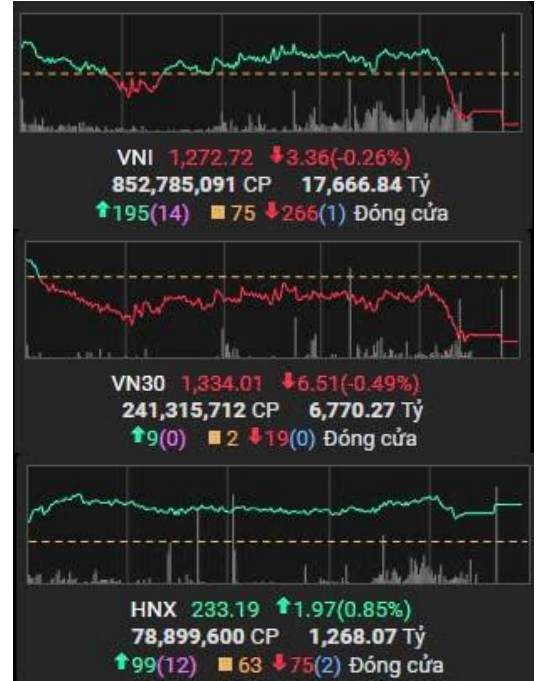 VNI 1,272.72 3.36(-0.26%)
852,785,091 CP 17,666.84 Tỷ
195(14) 75 266(1) Đóng cửa
VN30 1,334.01 6.51(-0.49%)
241,315,712 CP 6,770.27 Tỷ
9(0) 2 19(0) Đóng cửa
HNX 233.19 1.97(0.85%)
78,899,600 CP 1,268.07 Tỷ
99(12) 63 75(2) Đóng cửa